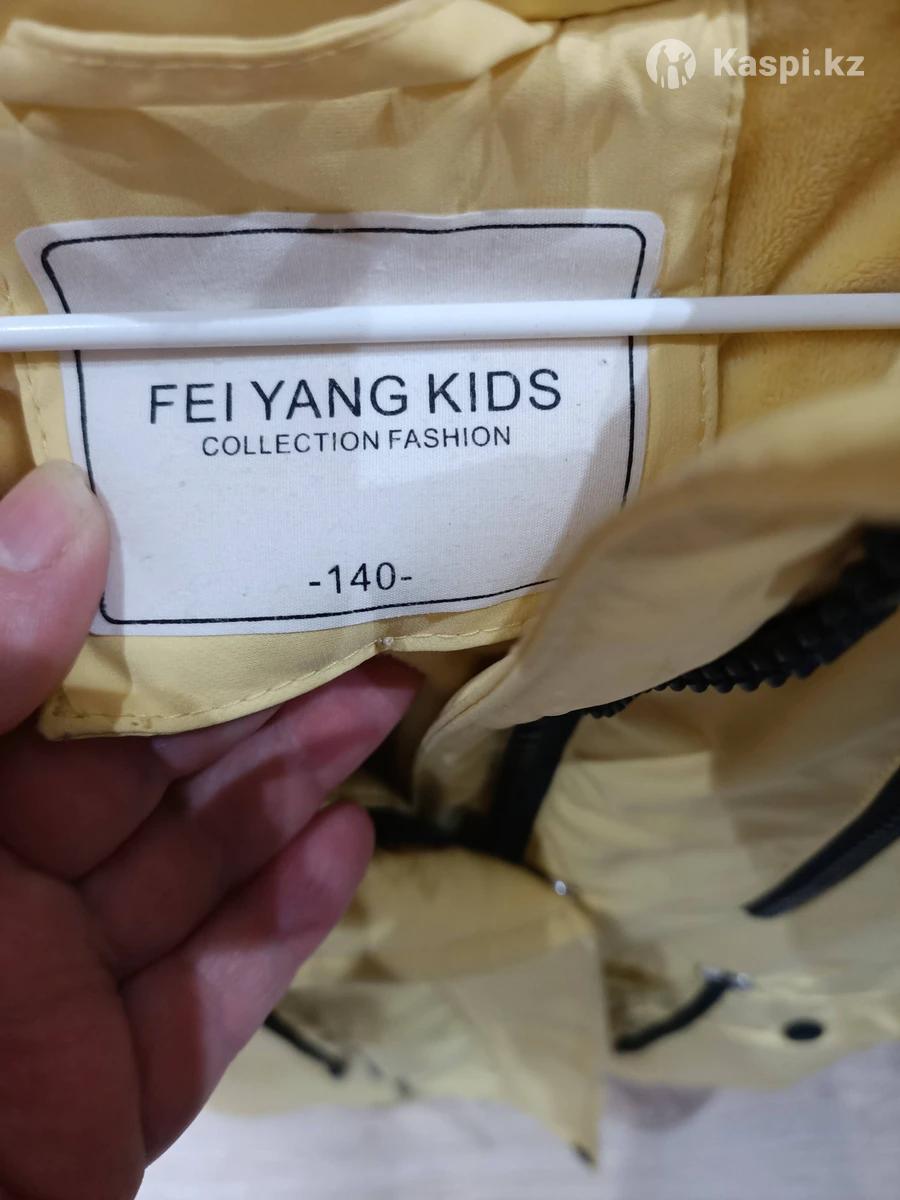 Kaspi.kz
FEI YANG KIDS
COLLECTION FASHION
-140-